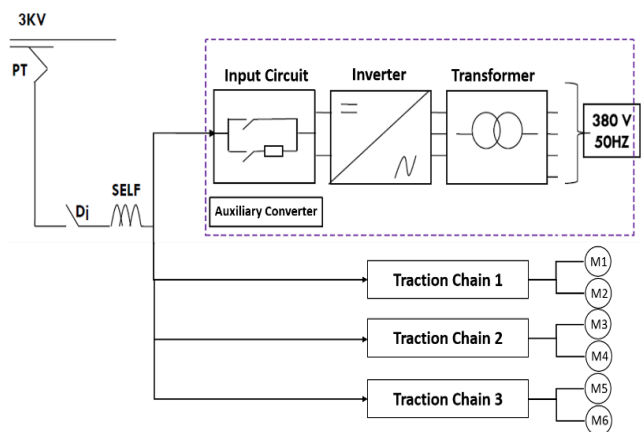 3KV
PT
Dj
SELF
Input Circuit
Inverter
Transformer
380 V
50HZ
Auxiliary Converter
Traction Chain 1
M1
M2
Traction Chain 2
M3
M4
Traction Chain 3
M5
M6